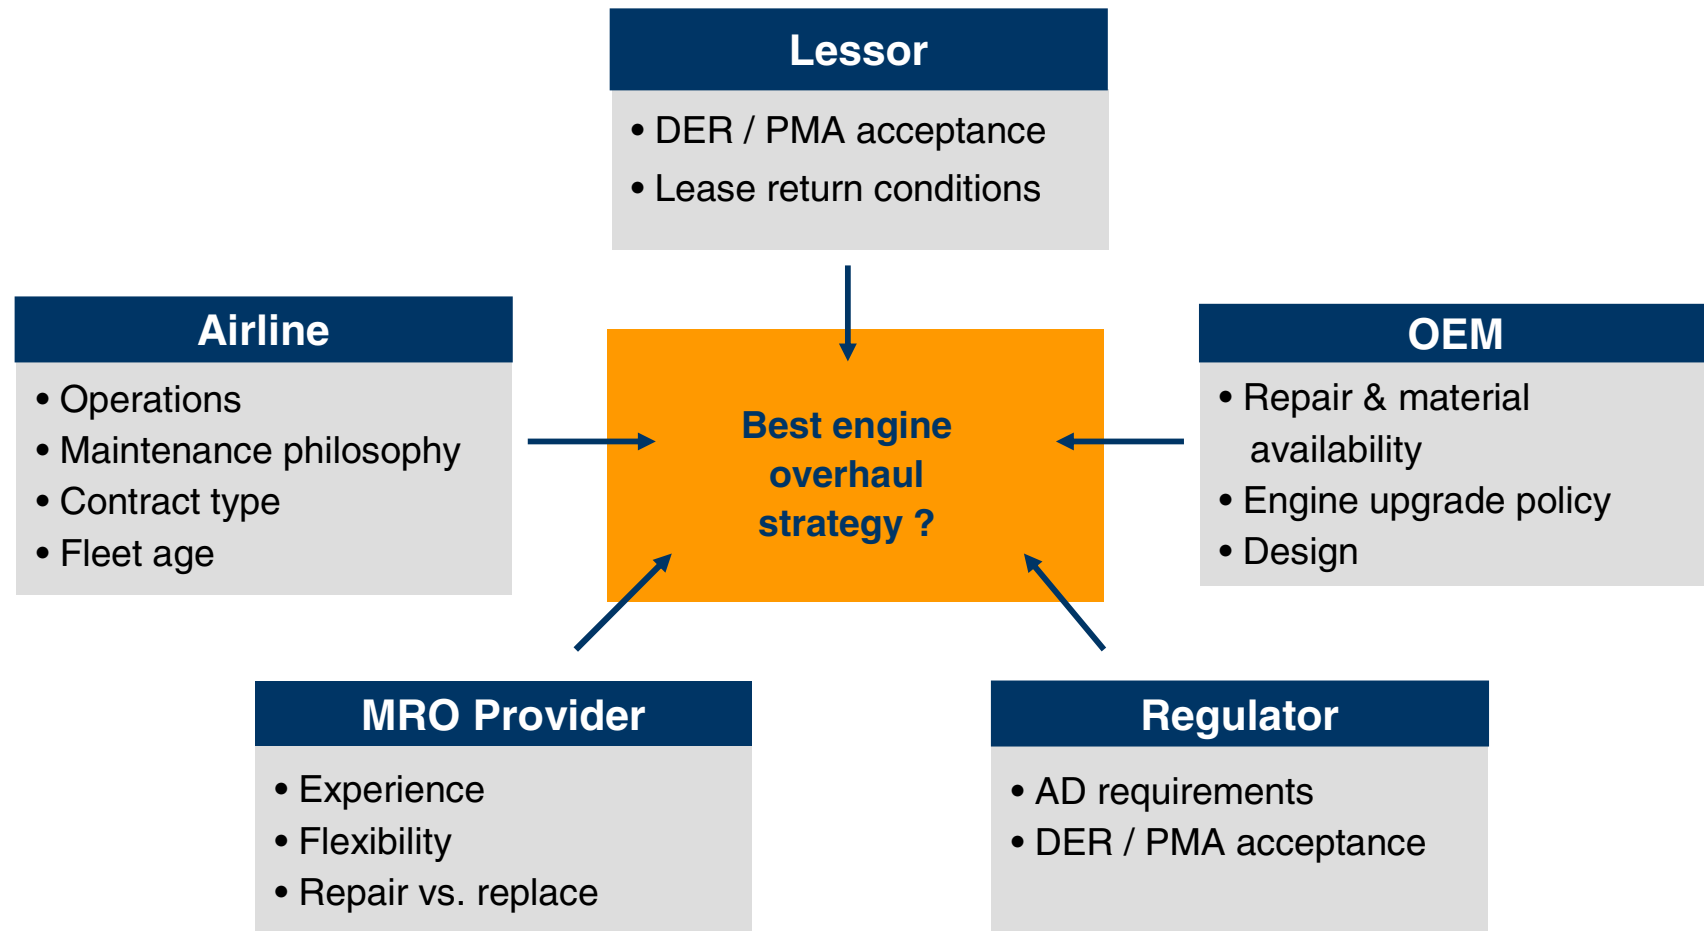 Lessor
• DER / PMA acceptance
• Lease return conditions
Airline
• Operations
• Maintenance philosophy
• Contract type
• Fleet age
Best engine
overhaul
strategy ?
OEM
• Repair & material
availability
• Engine upgrade policy
• Design
MRO Provider
• Experience
• Flexibility
• Repair vs. replace
Regulator
• AD requirements
• DER / PMA acceptance